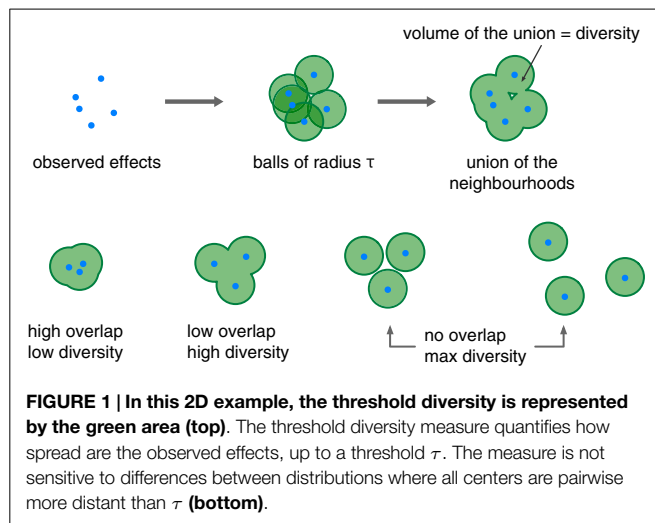 volume of the union = diversity
observed effects
balls of radius τ
union of the
neighbourhoods
high overlap
low diversity
low overlap
high diversity
no overlap
max diversity
FIGURE 1 | In this 2D example, the threshold diversity is represented
by the green area (top). The threshold diversity measure quantifies how
spread are the observed effects, up to a threshold τ. The measure is not
sensitive to differences between distributions where all centers are pairwise
more distant than τ (bottom).